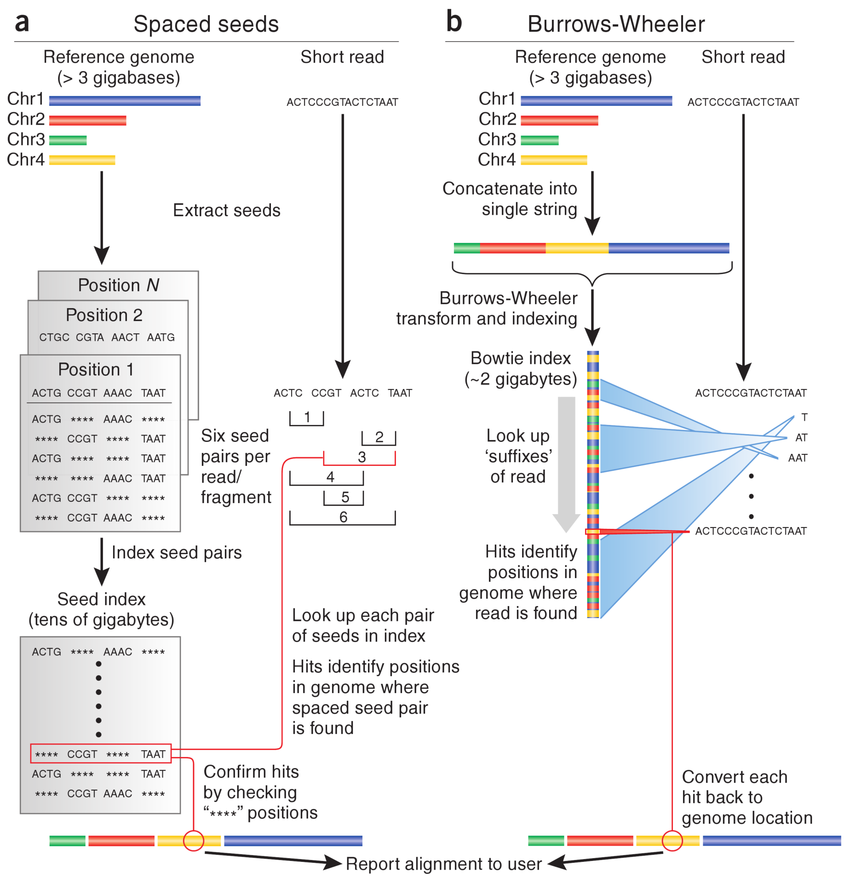 a Spaced seeds
Reference genome
(> 3 gigabases)
Short read
Chr1
Chr2
Chr3
Chr4
ACTCCCGTACTCTAAT
Extract seeds
Position N
Position 2
CTGC CCGTA AACT AATG
Position 1
ACTG CCGT AAAC TAAT
ACTG **** AAAC ****
**** CCGT **** TAAT
ACTG **** **** TAAT
**** CCGT AAAC ****
ACTG CCGT **** ****
**** **** AAAC TAAT
ACTC CCGT ACTC TAAT
1
2
3
4
5
6
Six seed
pairs per
read/
fragment
Index seed pairs
Seed index
(tens of gigabytes)
ACTG **** AAAC ****
**** CCGT **** TAAT
ACTG **** **** TAAT
**** CCGT AAAC ****
Look up each pair
of seeds in index
Hits identify positions
in genome where
spaced seed pair
is found
Confirm hits
by checking
"****" positions
b Burrows-Wheeler
Reference genome
(> 3 gigabases)
Short read
Chr1
Chr2
Chr3
Chr4
ACTCCCGTACTCTAAT
Concatenate into
single string
Burrows-Wheeler
transform and indexing
Bowtie index
(~2 gigabytes)
ACTCCCGTACTCTAAT
T
AT
AAT
Look up
'suffixes'
of read
ACTCCCGTACTCTAAT
Hits identify
positions in
genome where
read is found
Convert each
hit back to
genome location
Report alignment to user